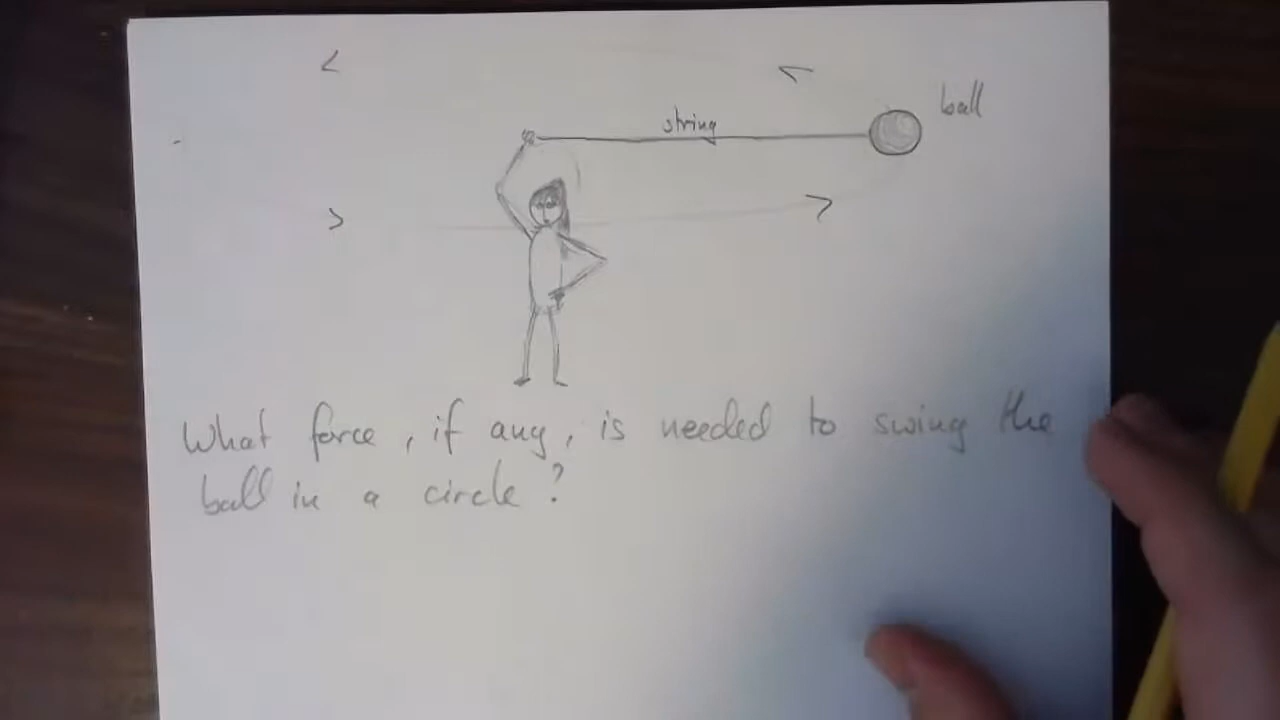 ball
string
What force, if any, is needed to swing the
ball in a circle?